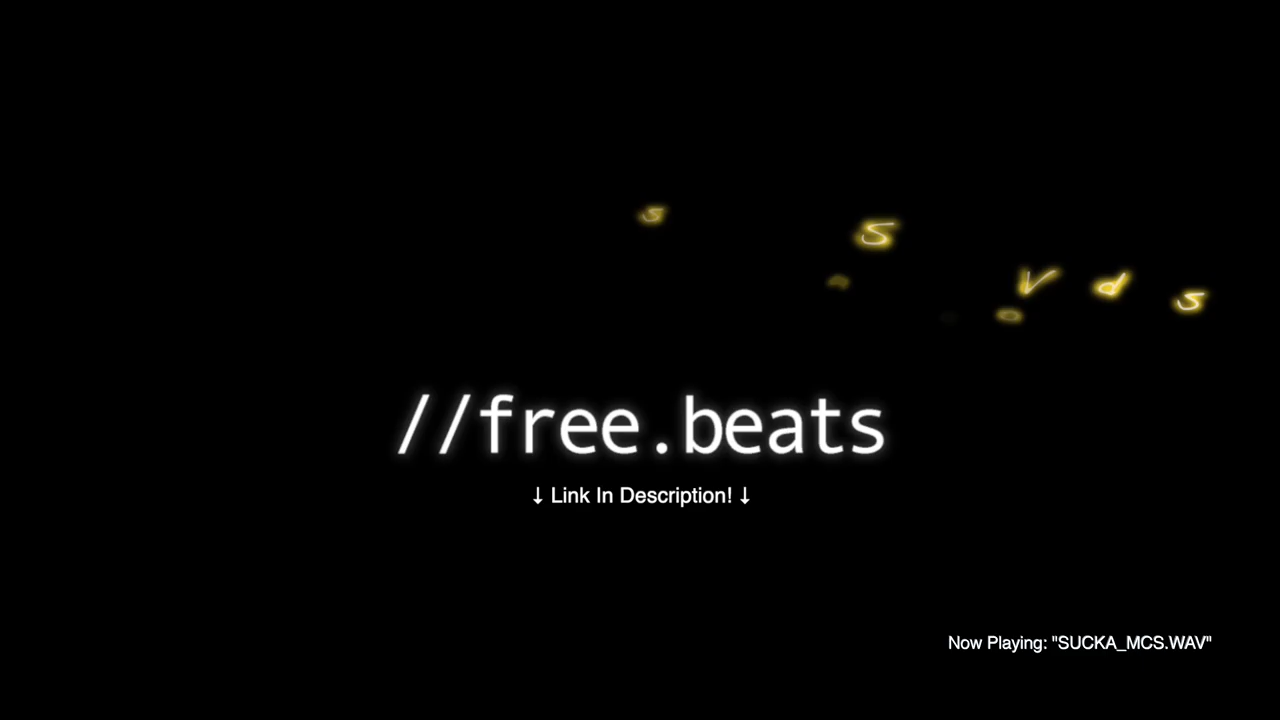 s S
V d s
//free.beats
↓ Link In Description! ↓
Now Playing: "SUCKA_MCS.WAV"